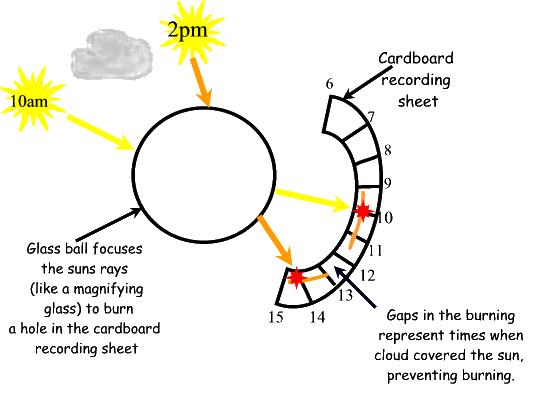 2pm
10am
Cardboard
recording
sheet
6
7
8
9
10
11
12
13
14
15
Glass ball focuses
the suns rays
(like a magnifying
glass) to burn
a hole in the cardboard
recording sheet
Gaps in the burning
represent times when
cloud covered the sun,
preventing burning.